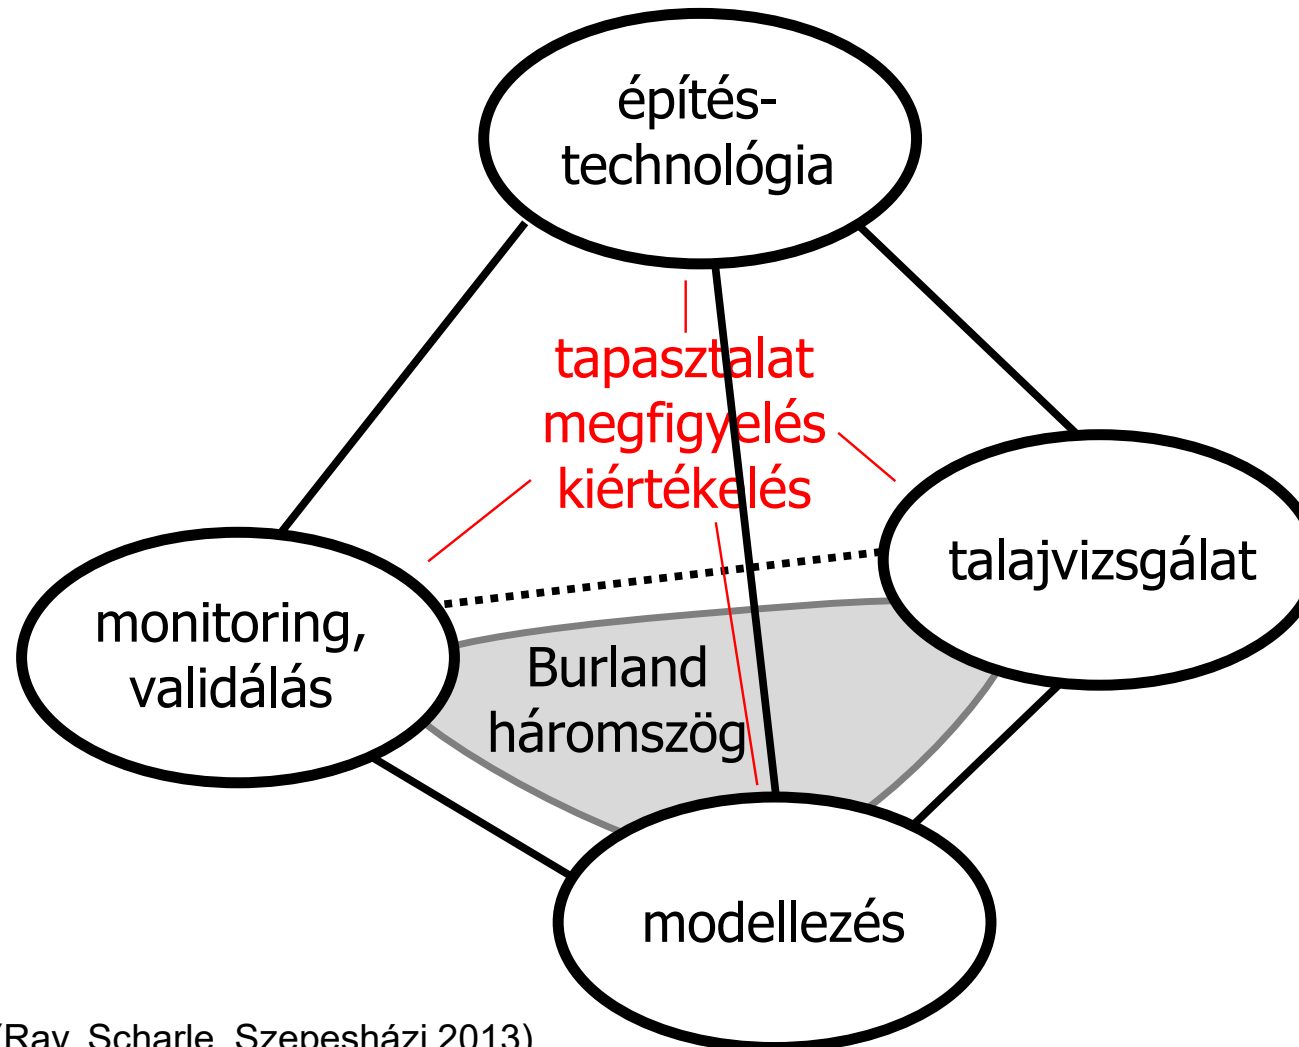 építés-
technológia
tapasztalat
megfigyelés
kiértékelés
talajvizsgálat
monitoring,
validálás
Burland
háromszög
modellezés
(Ray, Scharle, Szepesházi 2013)